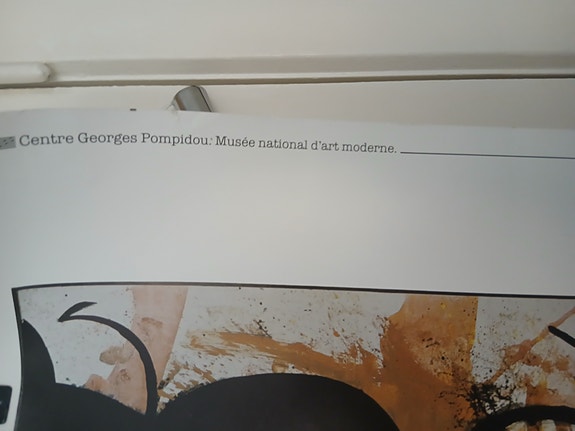 Centre Georges Pompidou: Musée national d'art moderne.